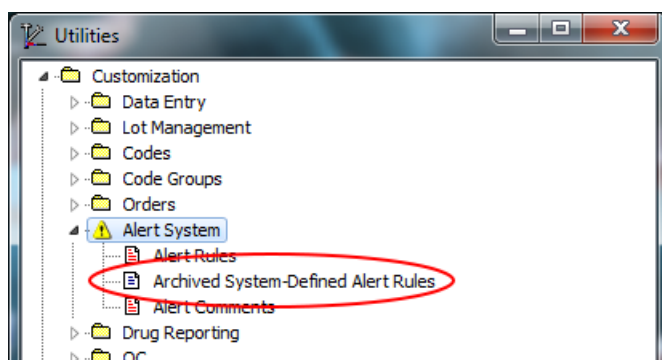 Utilities
Customization
Data Entry
Lot Management
Codes
Code Groups
Orders
Alert System
Alert Rules
Archived System-Defined Alert Rules
Alert Comments
Drug Reporting
QC